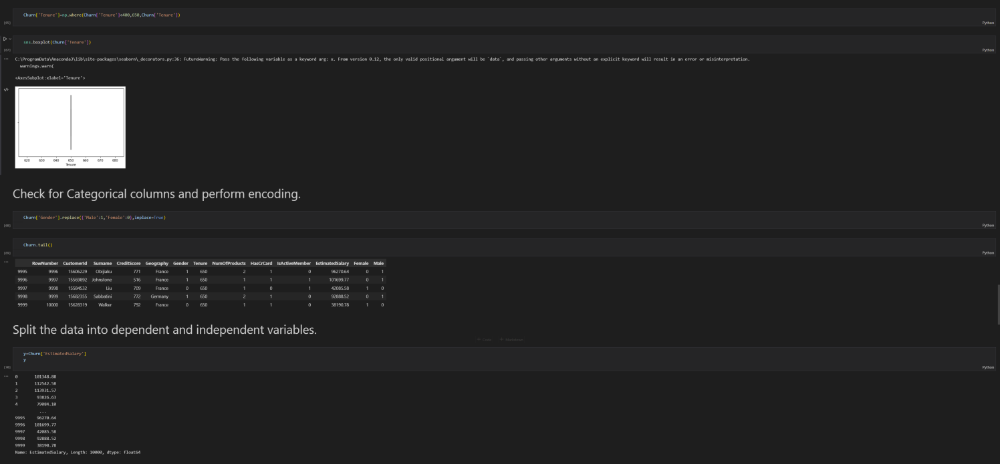 Churn['Tenure']=np.where(Churn['Tenure']<400,650,Churn['Tenure'])
[65]
Python
sns.boxplot(Churn['Tenure'])
[67]
Python
C:\ProgramData\Anaconda3\lib\site-packages\seaborn\_decorators.py:36: FutureWarning: Pass the following variable as a keyword arg: x. From version 0.12, the only valid positional argument will be `data`, and passing other arguments without an explicit keyword will result in an error or misinterpretation.
warnings.warn(
<AxesSubplot:xlabel='Tenure'>
620 630 640 650 660 670 680
Tenure
Check for Categorical columns and perform encoding.
Churn['Gender'].replace({'Male':1,'Female':0},inplace=True)
[68]
Python
Churn.tail()
[69]
Python
RowNumber CustomerId Surname CreditScore Geography Gender Tenure NumOfProducts HasCrCard IsActiveMember EstimatedSalary Female Male
9995 9996 15606229 Obijiaku 771 France 1 650 2 1 0 96270.64 0 1
9996 9997 15569892 Johnstone 516 France 1 650 1 1 1 101699.77 0 1
9997 9998 15584532 Liu 709 France 0 650 1 0 1 42085.58 1 0
9998 9999 15682355 Sabbatini 772 Germany 1 650 2 1 0 92888.52 0 1
9999 10000 15628319 Walker 792 France 0 650 1 1 0 38190.78 1 0
Split the data into dependent and independent variables.
+ Code + Markdown
y=Churn['EstimatedSalary']
y
[70]
Python
0 101348.88
1 112542.58
2 113931.57
3 93826.63
4 79084.10
...
9995 96270.64
9996 101699.77
9997 42085.58
9998 92888.52
9999 38190.78
Name: EstimatedSalary, Length: 10000, dtype: float64